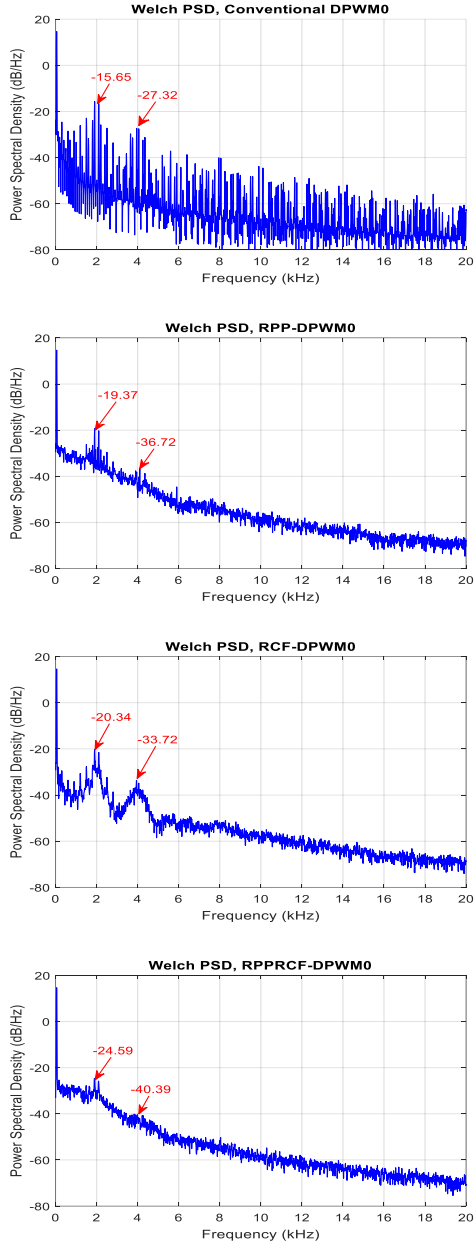 Welch PSD, Conventional DPWM0
Power Spectral Density (dB/Hz)
20
0
-20
-40
-60
-80
-15.65
-27.32
0 2 4 6 8 10 12 14 16 18 20
Frequency (kHz)
Welch PSD, RPP-DPWM0
Power Spectral Density (dB/Hz)
20
0
-20
-40
-60
-80
-19.37
-36.72
0 2 4 6 8 10 12 14 16 18 20
Frequency (kHz)
Welch PSD, RCF-DPWM0
Power Spectral Density (dB/Hz)
20
0
-20
-40
-60
-80
-20.34
-33.72
0 2 4 6 8 10 12 14 16 18 20
Frequency (kHz)
Welch PSD, RPPRCF-DPWM0
Power Spectral Density (dB/Hz)
20
0
-20
-40
-60
-80
-24.59
-40.39
0 2 4 6 8 10 12 14 16 18 20
Frequency (kHz)